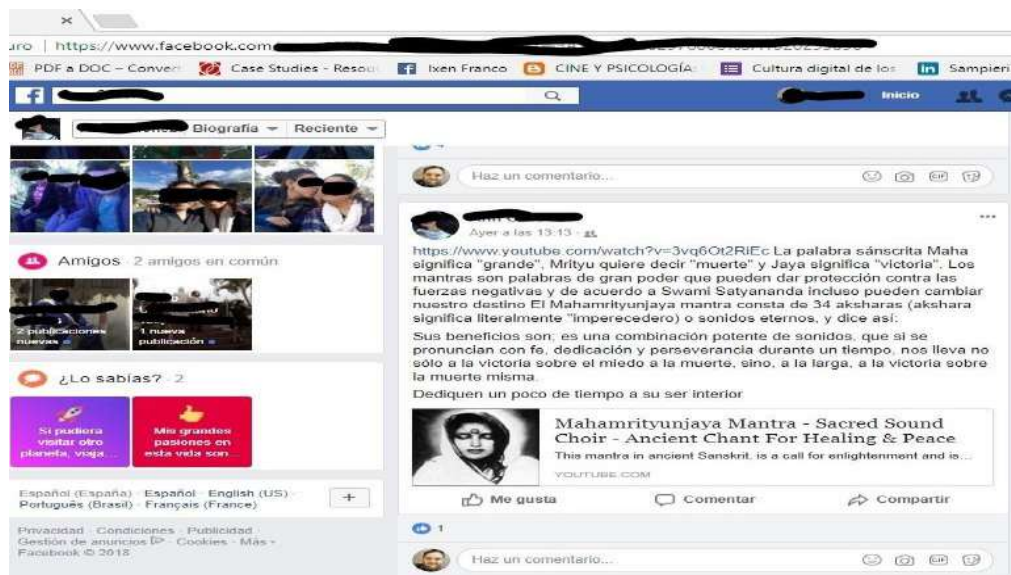 uro | https://www.facebook.com
PDF a DOC – Conver
Case Studies - Resou
Ixen Franco
CINE Y PSICOLOGÍA
Cultura digital de los
Sampieri
Inicio
Biografía
Reciente
Haz un comentario...
Ayer a las 13:13
https://www.youtube.com/watch?v=3vq6Ot2RiEc La palabra sánscrita Maha
significa "grande", Mrityu quiere decir "muerte" y Jaya significa "victoria". Los
mantras son palabras de gran poder que pueden dar protección contra las
fuerzas negativas y de acuerdo a Swami Satyananda incluso pueden cambiar
nuestro destino El Mahamrityunjaya mantra consta de 34 aksharas (akshara
significa literalmente "imperecedero) o sonidos eternos, y dice así:
Sus beneficios son; es una combinación potente de sonidos, que si se
pronuncian con fe, dedicación y perseverancia durante un tiempo, nos lleva no
sólo a la victoria sobre el miedo a la muerte, sino, a la larga, a la victoria sobre
la muerte misma.
Dediquen un poco de tiempo a su ser interior
Mahamrityunjaya Mantra - Sacred Sound
Choir - Ancient Chant For Healing & Peace
This mantra in ancient Sanskrit, is a call for enlightenment and is...
YOUTUBE.COM
Me gusta
Comentar
Compartir
1
Haz un comentario...
Amigos · 2 amigos en común
2 publicaciones
nuevas
1 nueva
publicación
¿Lo sabías? · 2
Si pudiera
visitar otro
planeta, viaja...
Mis grandes
pasiones en
esta vida son...
Español (España) · Español · English (US) ·
Português (Brasil) · Français (France)
Privacidad · Condiciones · Publicidad ·
Gestión de anuncios · Cookies · Más
Facebook © 2018